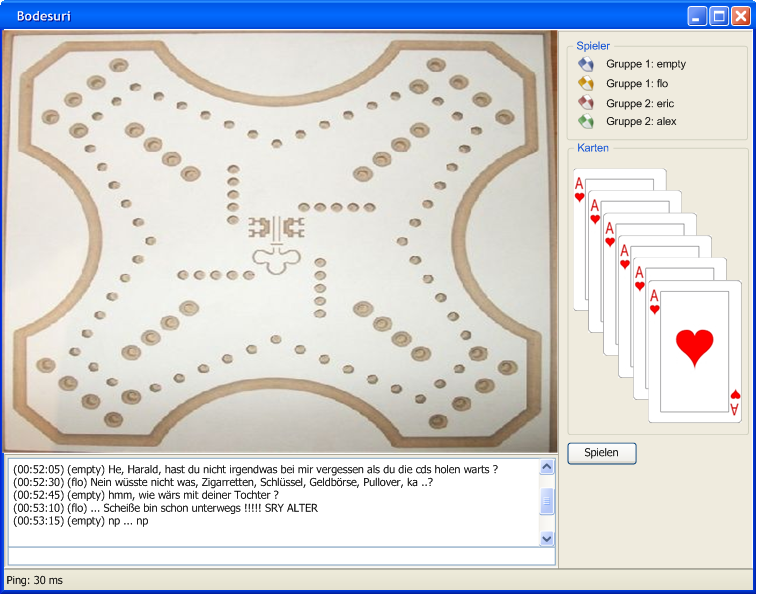 Bodesuri
Spieler
Gruppe 1: empty
Gruppe 1: flo
Gruppe 2: eric
Gruppe 2: alex
Karten
A
A
A
A
A
A
A
Spielen
(00:52:05) (empty) He, Harald, hast du nicht irgendwas bei mir vergessen als du die cds holen warts ?
(00:52:30) (flo) Nein wüsste nicht was, Zigarretten, Schlüssel, Geldbörse, Pullover, ka ..?
(00:52:45) (empty) hmm, wie wärs mit deiner Tochter ?
(00:53:10) (flo) ... Scheiße bin schon unterwegs !!!!! SRY ALTER
(00:53:15) (empty) np ... np
Ping: 30 ms